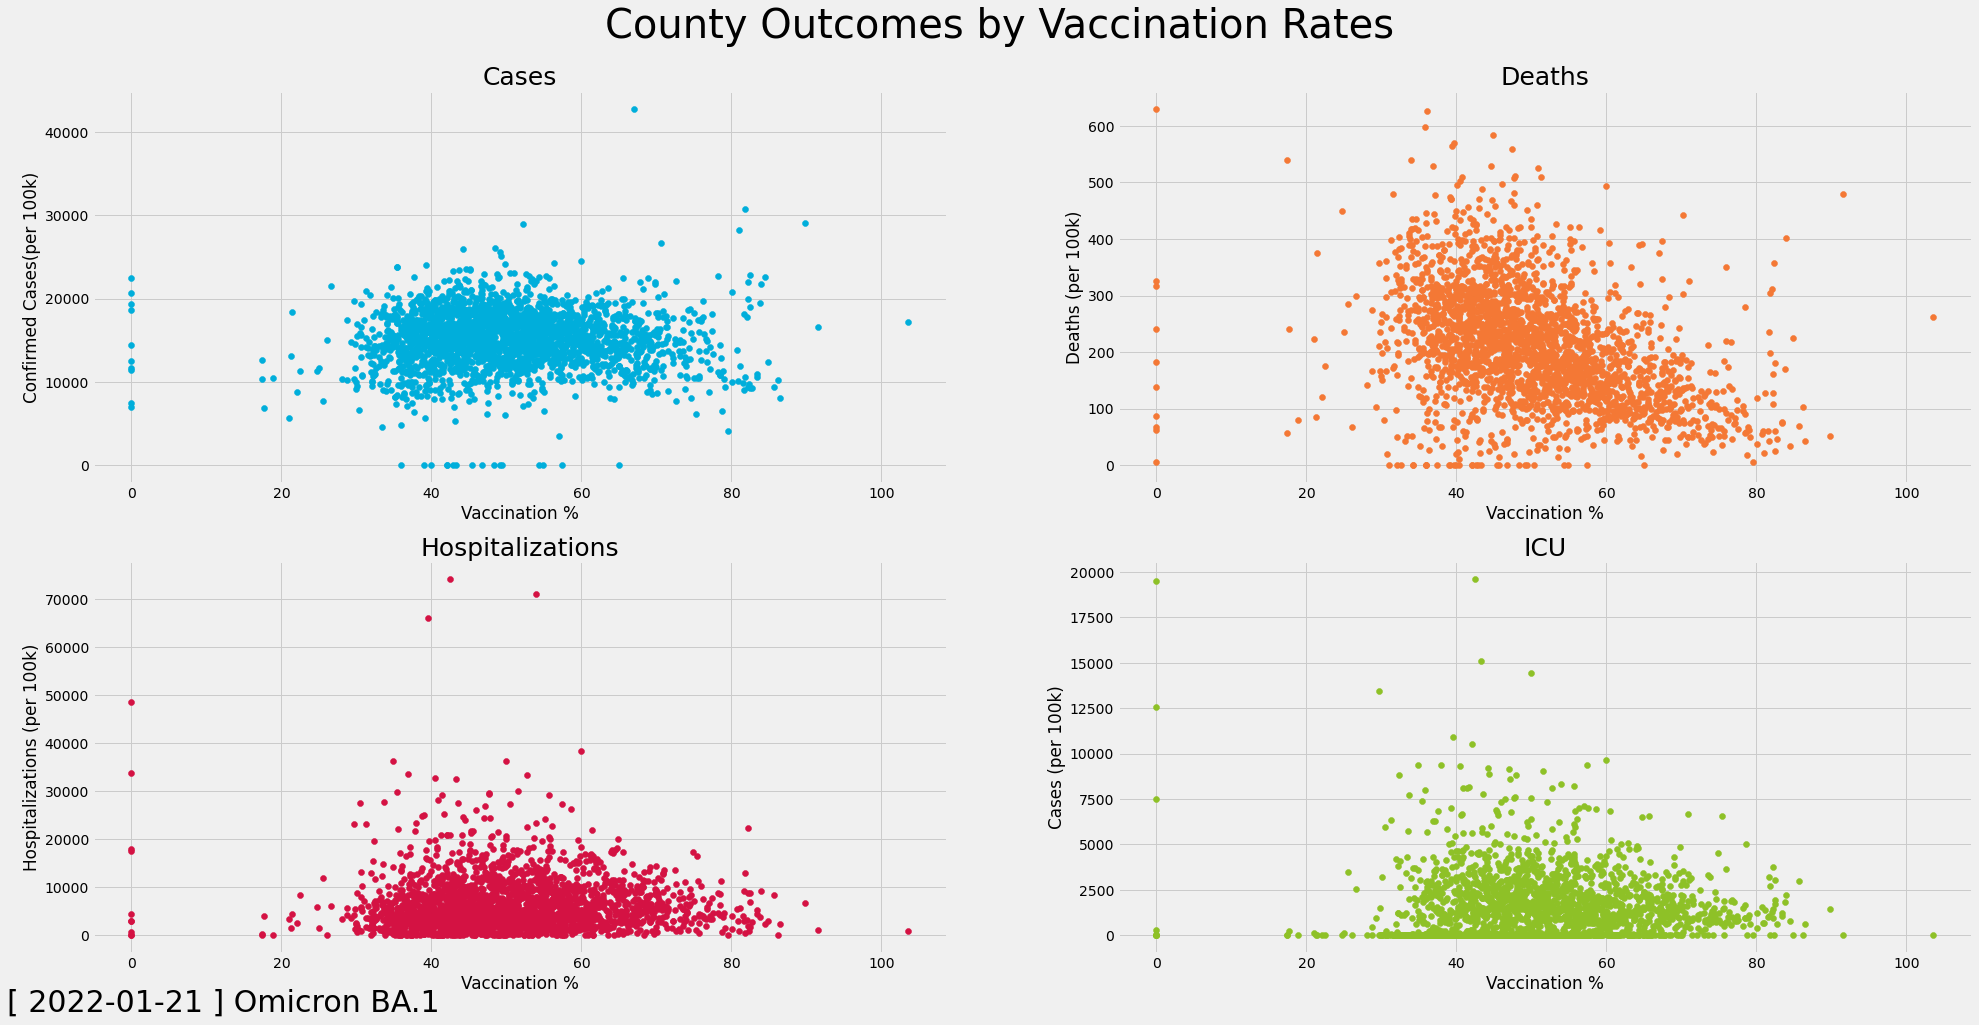 County Outcomes by Vaccination Rates
Cases
Confirmed Cases(per 100k)
40000
30000
20000
10000
0
0 20 40 60 80 100
Vaccination %
Deaths
Deaths (per 100k)
600
500
400
300
200
100
0
0 20 40 60 80 100
Vaccination %
Hospitalizations
Hospitalizations (per 100k)
70000
60000
50000
40000
30000
20000
10000
0
0 20 40 60 80 100
Vaccination %
ICU
Cases (per 100k)
20000
17500
15000
12500
10000
7500
5000
2500
0
0 20 40 60 80 100
Vaccination %
[ 2022-01-21 ] Omicron BA.1